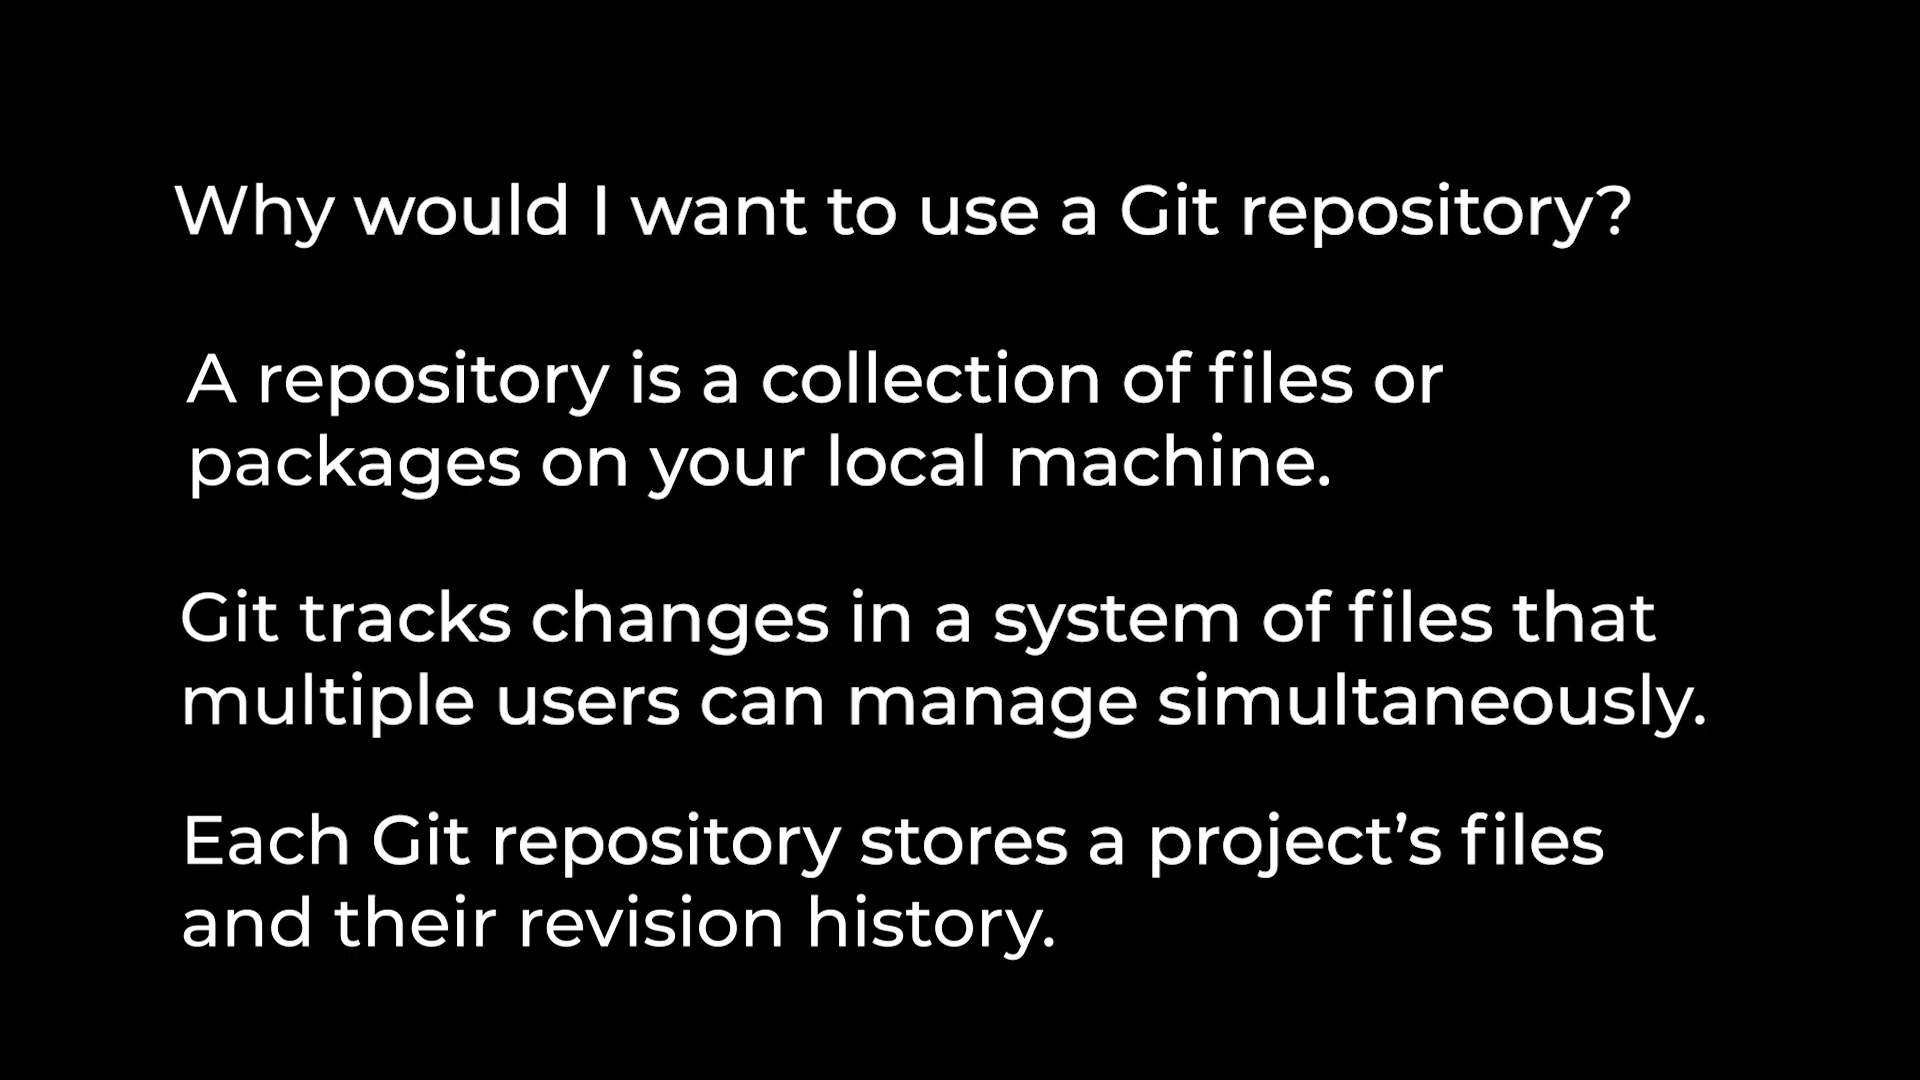 Why would I want to use a Git repository?
A repository is a collection of files or
packages on your local machine.
Git tracks changes in a system of files that
multiple users can manage simultaneously.
Each Git repository stores a project’s files
and their revision history.